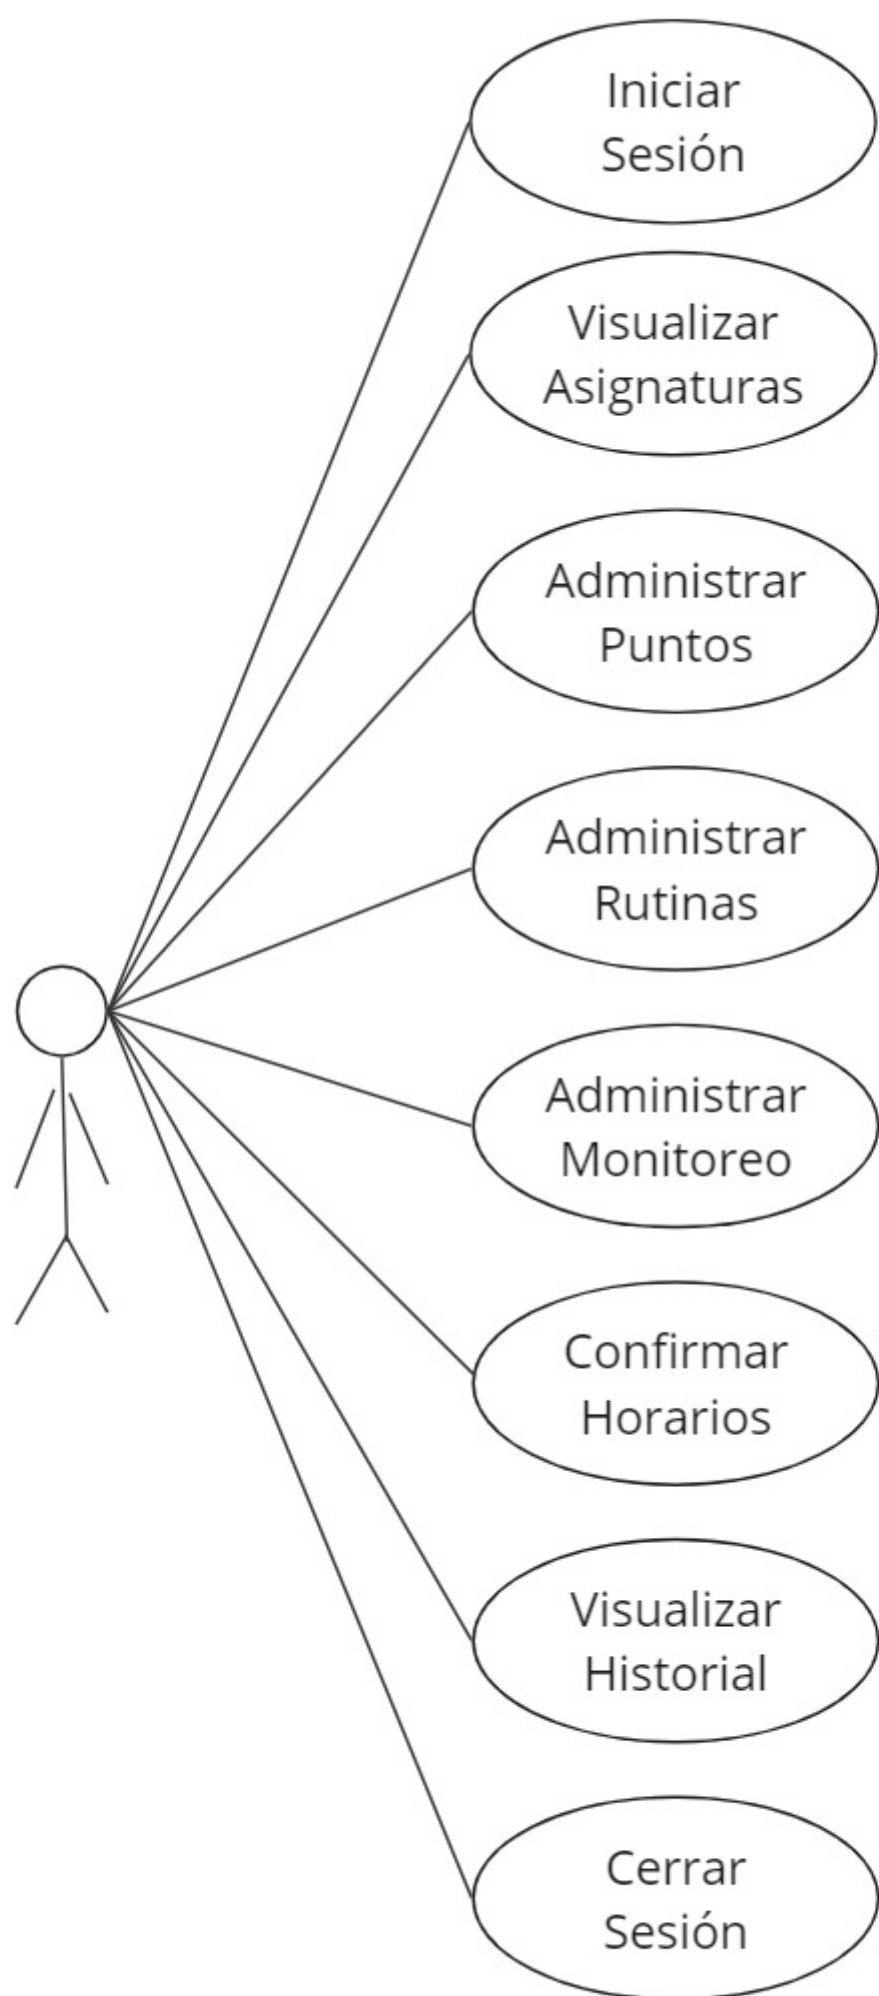 Iniciar
Sesión
Visualizar
Asignaturas
Administrar
Puntos
Administrar
Rutinas
Administrar
Monitoreo
Confirmar
Horarios
Visualizar
Historial
Cerrar
Sesión